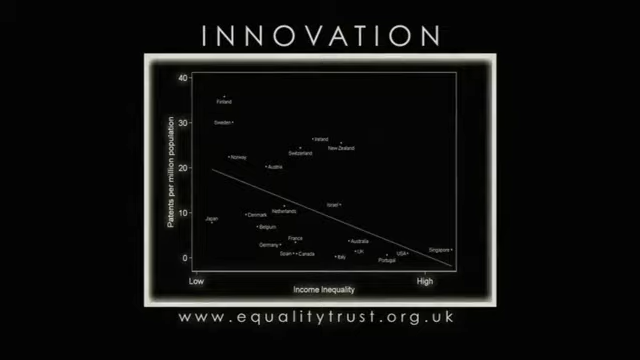 INNOVATION
Patents per million population
40
30
20
10
0
Finland
Sweden
Ireland
New Zealand
Switzerland
Norway
Austria
Netherlands
Israel
Japan
Denmark
Belgium
France
Germany
Australia
Spain
Canada
Italy
UK
Portugal
USA
Singapore
Low
High
Income Inequality
www.equalitytrust.org.uk